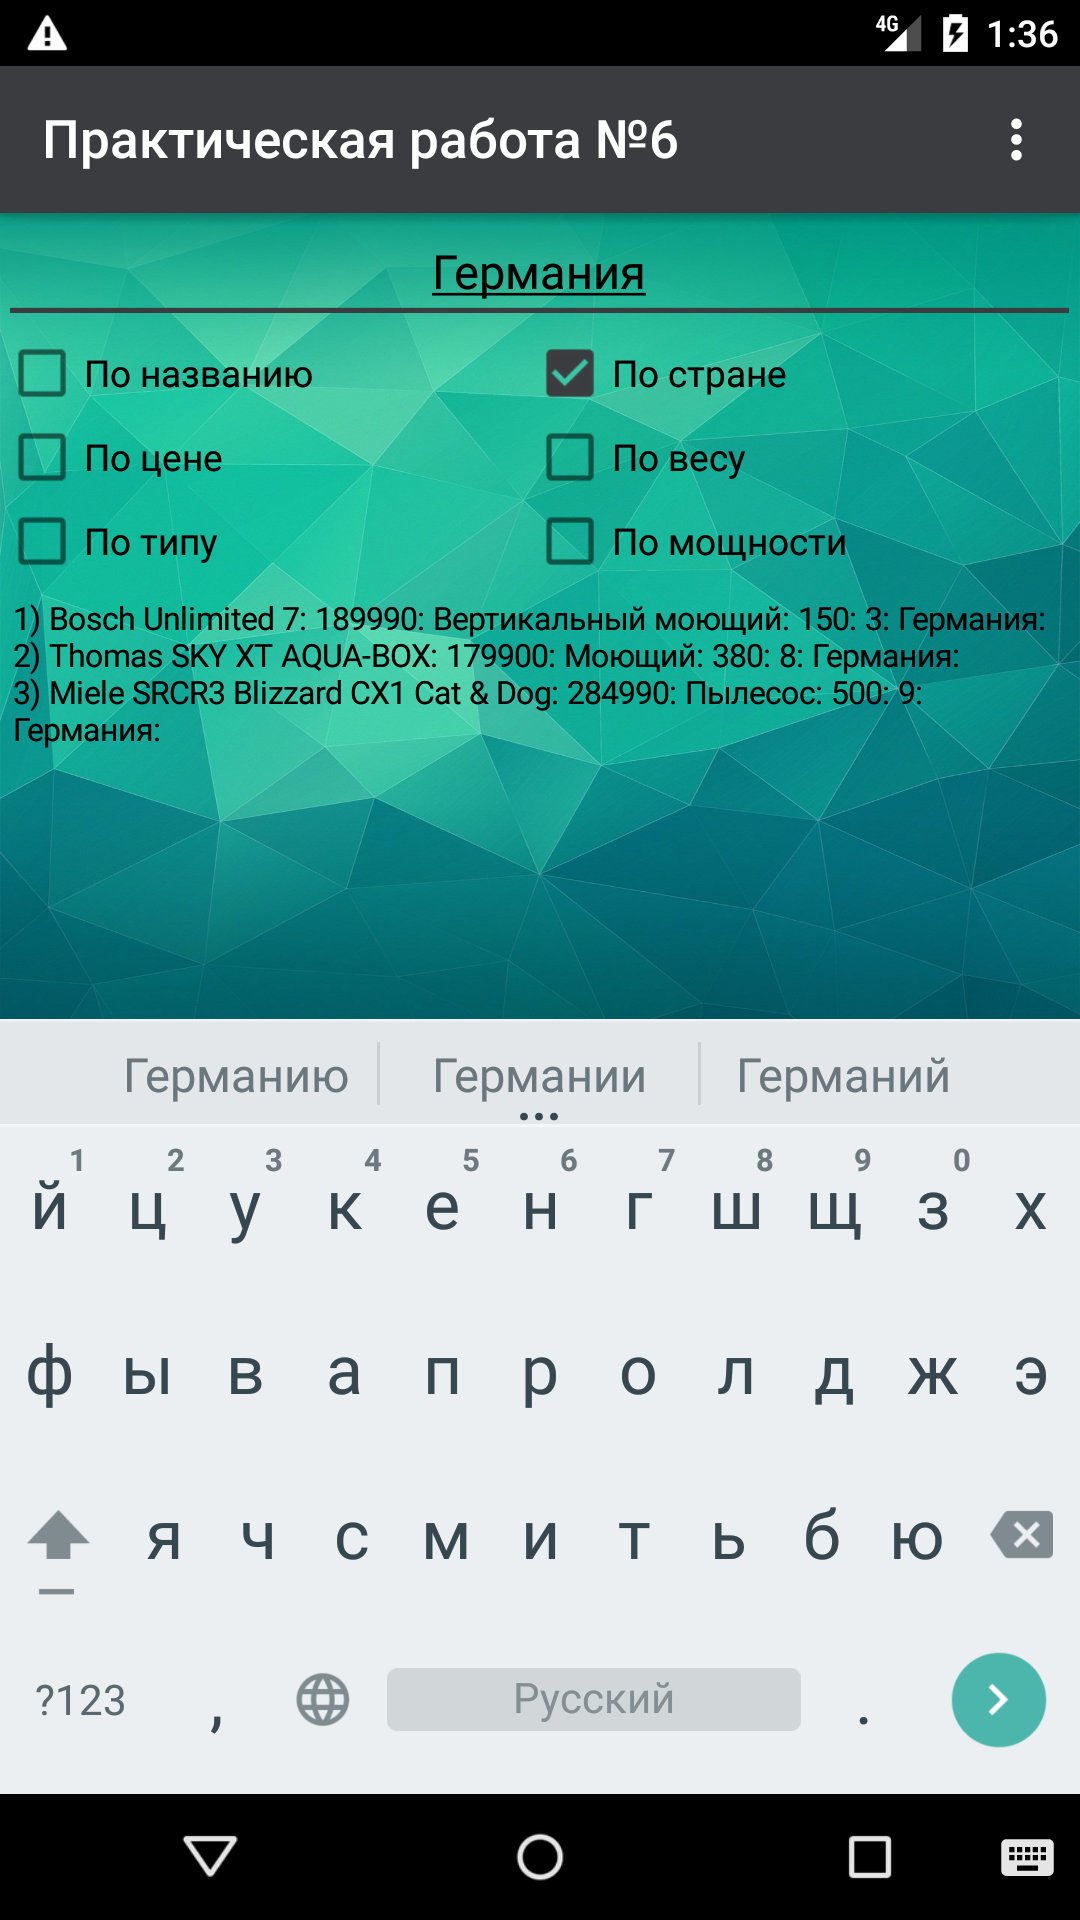 4G 1:36
Практическая работа №6
Германия
По названию По стране
По цене По весу
По типу По мощности
1) Bosch Unlimited 7: 189990: Вертикальный моющий: 150: 3: Германия:
2) Thomas SKY XT AQUA-BOX: 179900: Моющий: 380: 8: Германия:
3) Miele SRCR3 Blizzard CX1 Cat & Dog: 284990: Пылесос: 500: 9:
Германия:
Германию Германии Германий
1 2 3 4 5 6 7 8 9 0
й ц у к е н г ш щ з х
ф ы в а п р о л д ж э
я ч с м и т ь б ю
?123 , Русский .